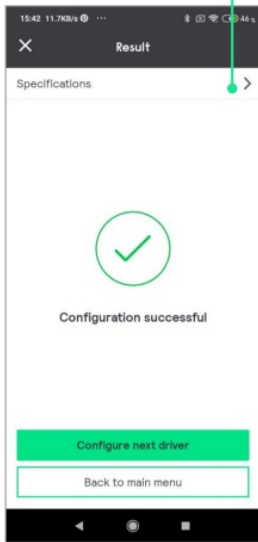 15:42 11.7KB/s ... 46
Result
Specifications
Configuration successful
Configure next driver
Back to main menu